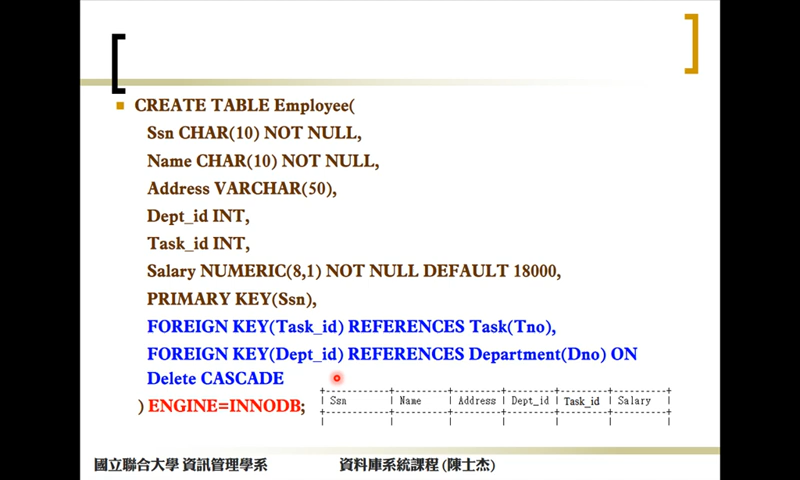 CREATE TABLE Employee(
Ssn CHAR(10) NOT NULL,
Name CHAR(10) NOT NULL,
Address VARCHAR(50),
Dept_id INT,
Task_id INT,
Salary NUMERIC(8,1) NOT NULL DEFAULT 18000,
PRIMARY KEY(Ssn),
FOREIGN KEY(Task_id) REFERENCES Task(Tno),
FOREIGN KEY(Dept_id) REFERENCES Department(Dno) ON
Delete CASCADE
) ENGINE=INNODB;
| Ssn | Name | Address | Dept_id | Task_id | Salary |
國立聯合大學 資訊管理學系 資料庫系統課程 (陳士杰)